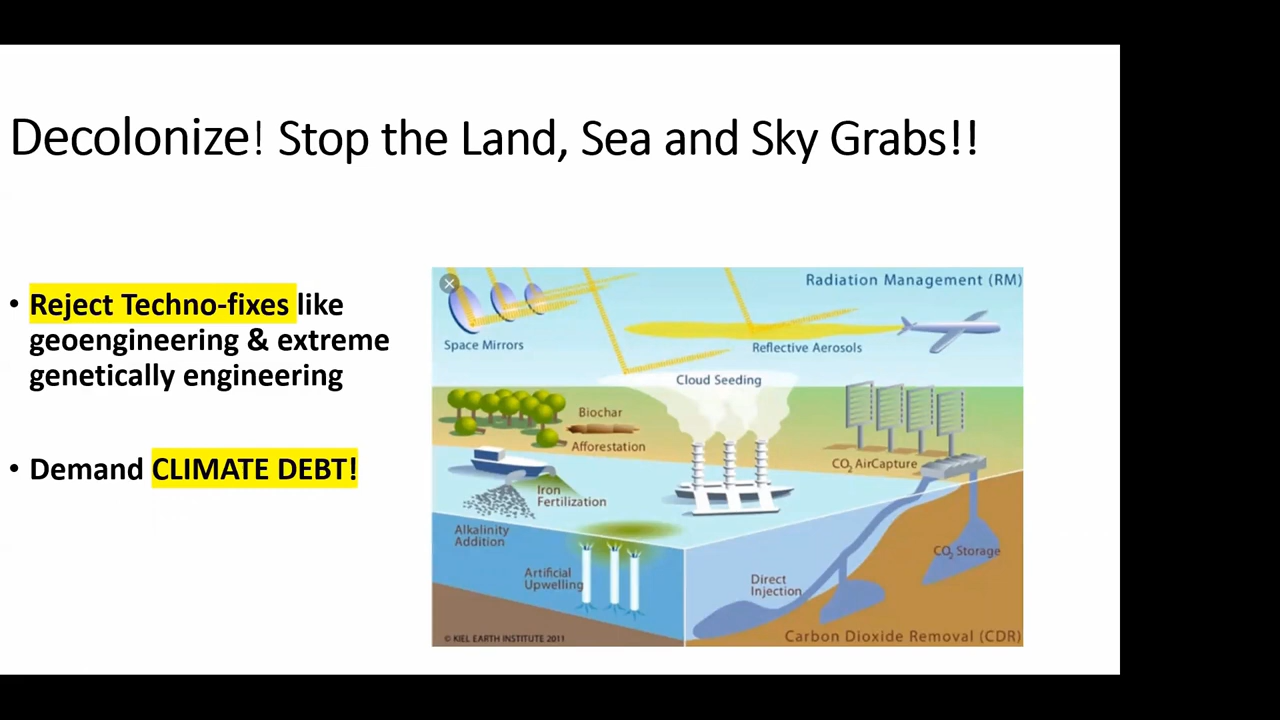 Decolonize! Stop the Land, Sea and Sky Grabs!!
• Reject Techno-fixes like
geoengineering & extreme
genetically engineering
• Demand CLIMATE DEBT!
Radiation Management (RM)
Space Mirrors
Reflective Aerosols
Cloud Seeding
Biochar
Afforestation
CO2 AirCapture
Iron
Fertilization
Alkalinity
Addition
CO2 Storage
Artificial
Upwelling
Direct
Injection
© KIEL EARTH INSTITUTE 2011
Carbon Dioxide Removal (CDR)